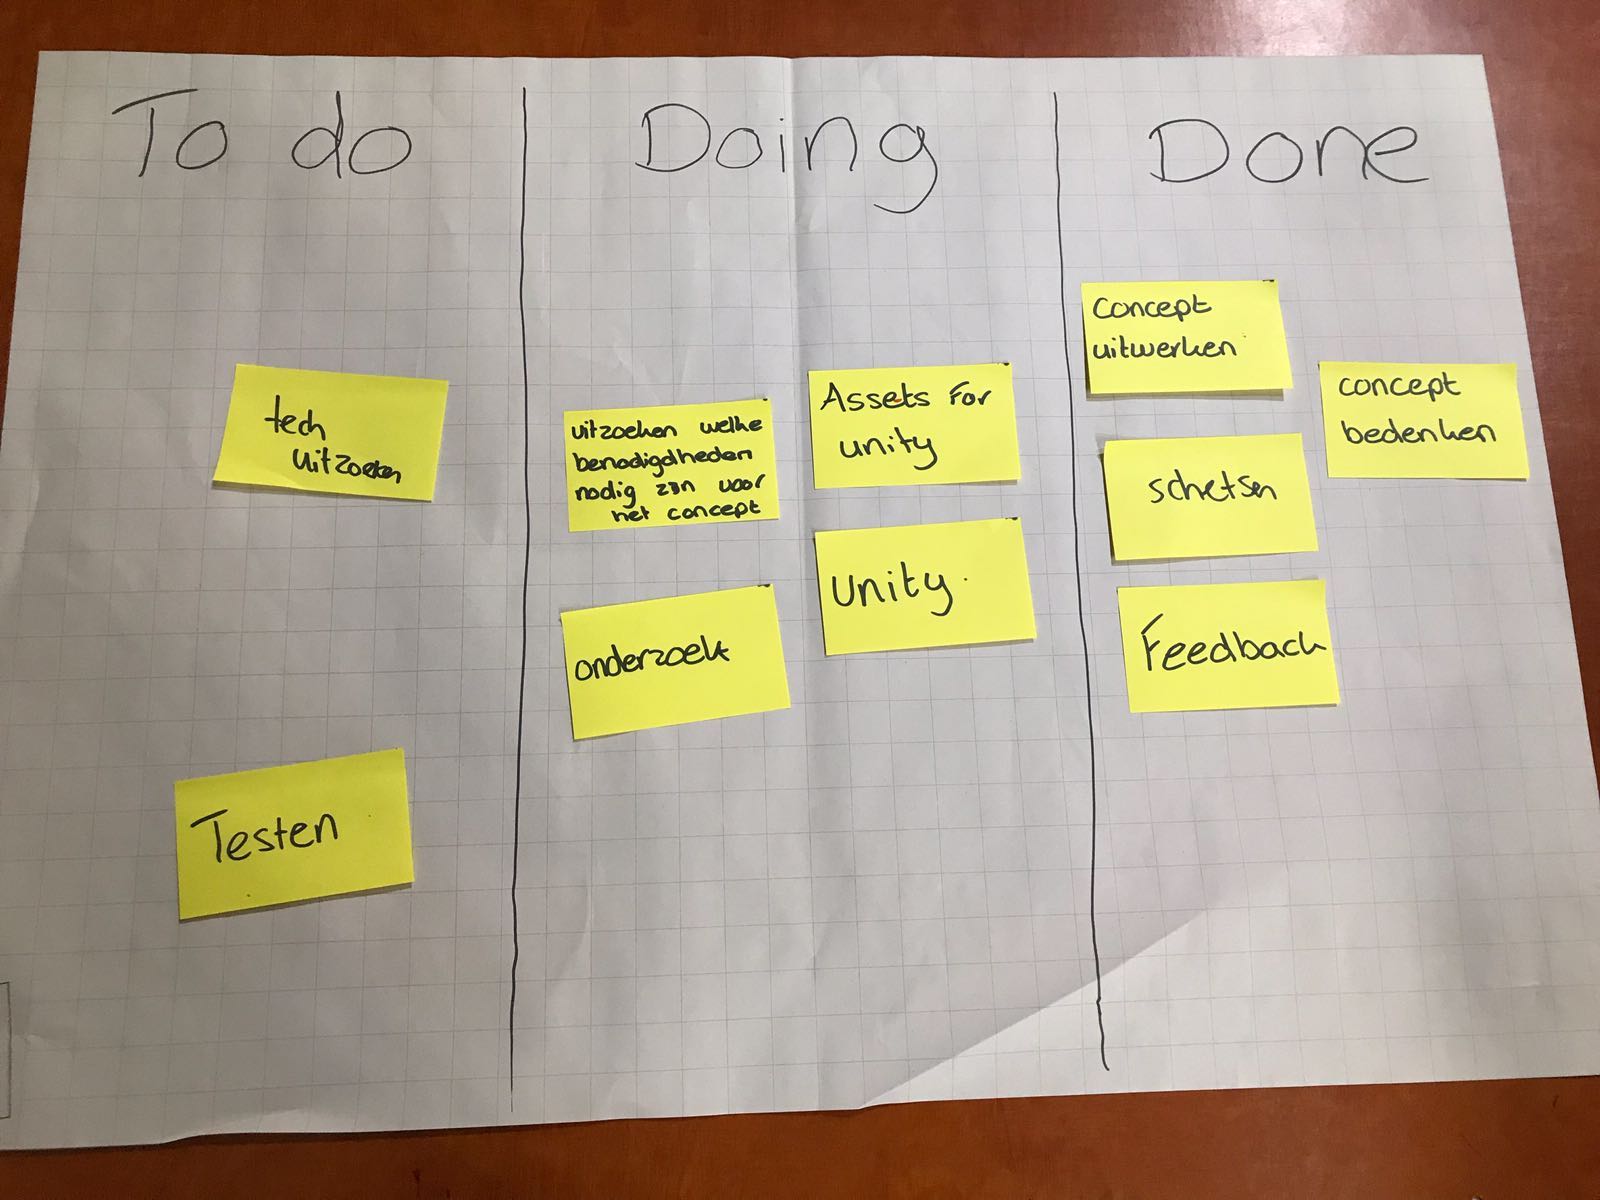 To do
tech
uitzoeken
Testen
Doing
uitzoeken welke
benodigdheden
nodig zijn voor
het concept
onderzoek
Assets For
unity
Unity
Done
Concept
uitwerken
schetsen
Feedback
concept
bedenken